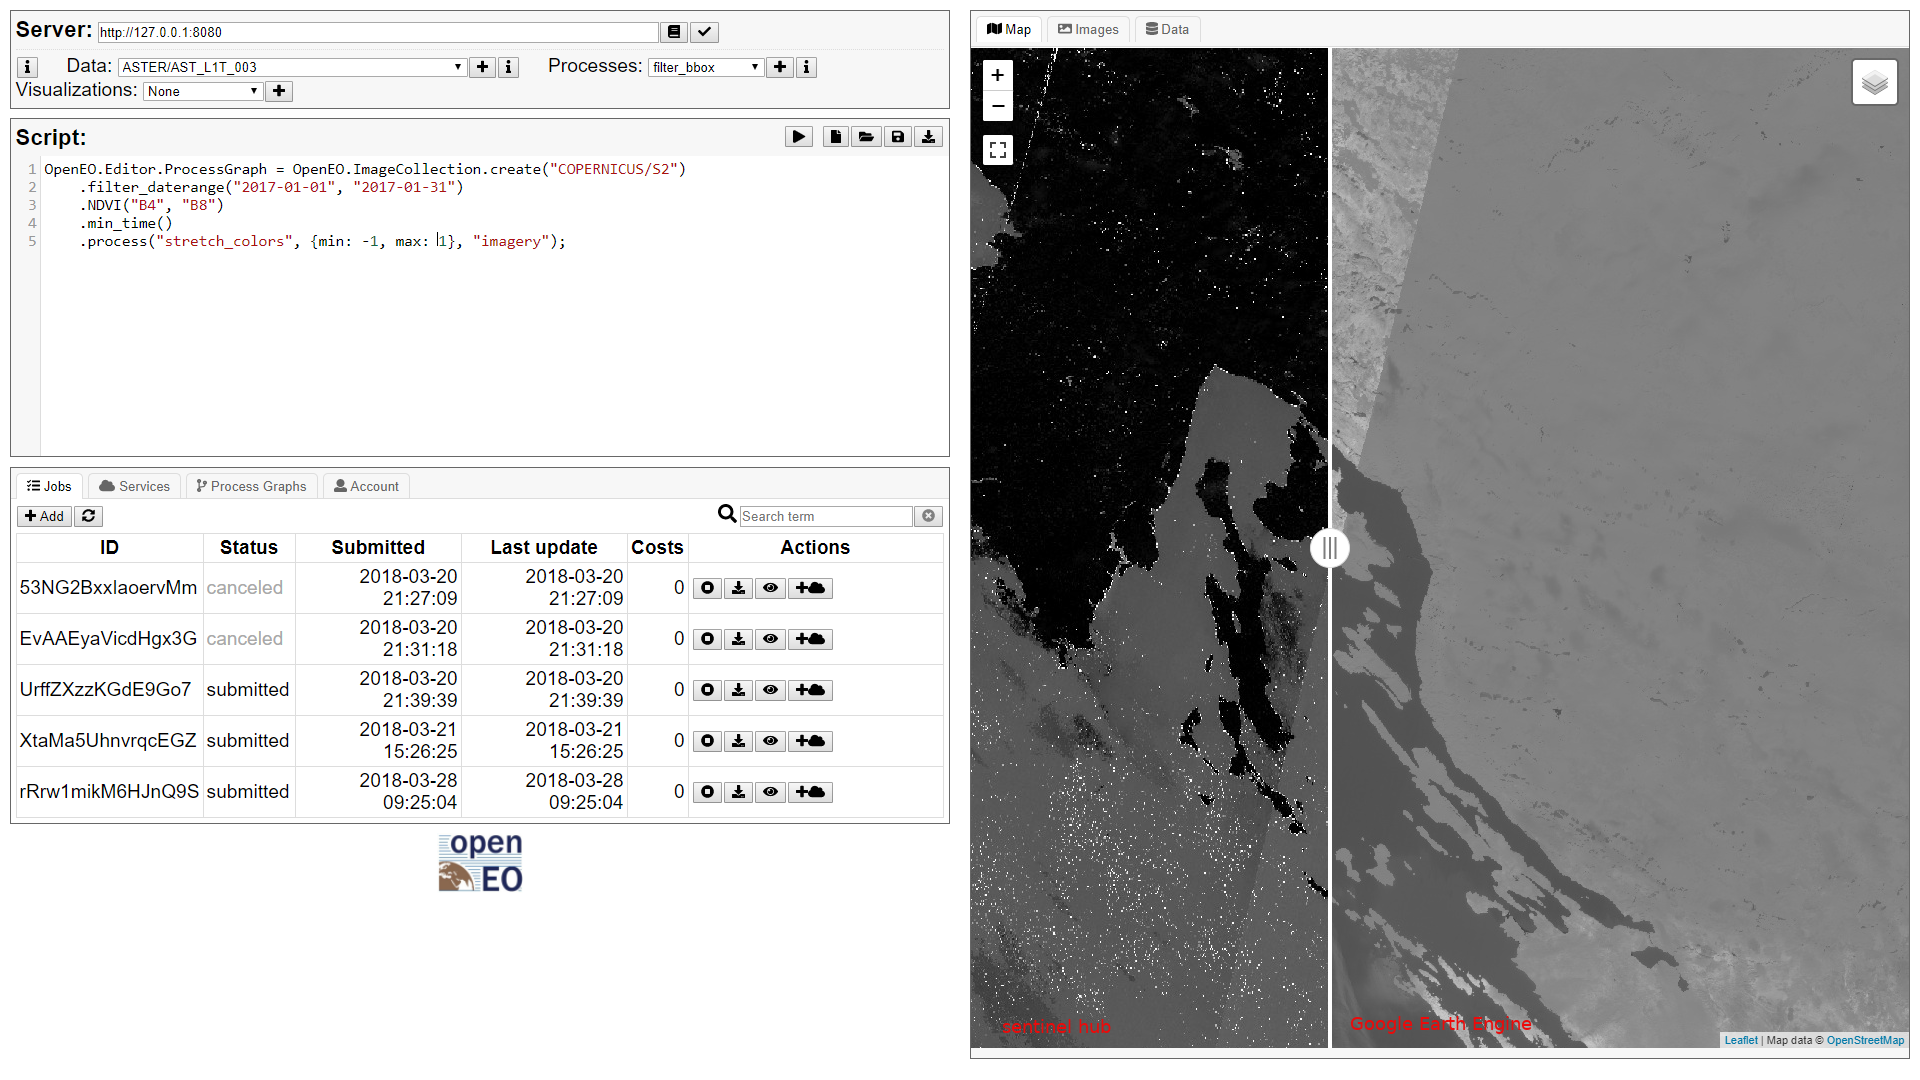 Server: http://127.0.0.1:8080
Data: ASTER/AST_L1T_003 Processes: filter_bbox
Visualizations: None
Script:
1 OpenEO.Editor.ProcessGraph = OpenEO.ImageCollection.create("COPERNICUS/S2")
2 .filter_daterange("2017-01-01", "2017-01-31")
3 .NDVI("B4", "B8")
4 .min_time()
5 .process("stretch_colors", {min: -1, max: 1}, "imagery");
Jobs Services Process Graphs Account
Add Search term
ID Status Submitted Last update Costs Actions
53NG2BxxIaoervMm canceled 2018-03-20 21:27:09 2018-03-20 21:27:09 0
EvAAEyaVicdHgx3G canceled 2018-03-20 21:31:18 2018-03-20 21:31:18 0
UrffZXzzKGdE9Go7 submitted 2018-03-20 21:39:39 2018-03-20 21:39:39 0
XtaMa5UhnvrqcEGZ submitted 2018-03-21 15:26:25 2018-03-21 15:26:25 0
rRrw1mikM6HJnQ9S submitted 2018-03-28 09:25:04 2018-03-28 09:25:04 0
open
EO
Map Images Data
+
−
sentinel hub
Google Earth Engine
Leaflet | Map data © OpenStreetMap